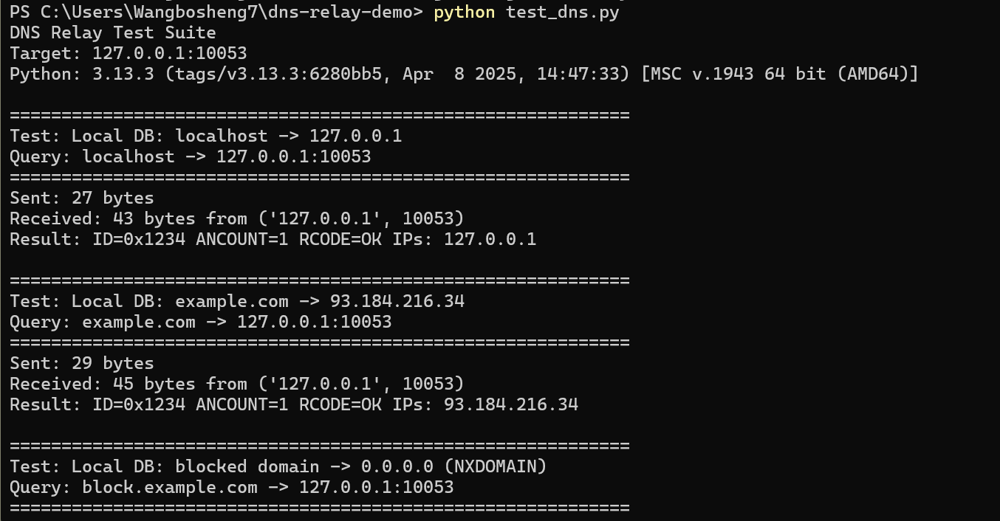 PS C:\Users\Wangbosheng7\dns-relay-demo> python test_dns.py
DNS Relay Test Suite
Target: 127.0.0.1:10053
Python: 3.13.3 (tags/v3.13.3:6280bb5, Apr  8 2025, 14:47:33) [MSC v.1943 64 bit (AMD64)]
============================================================
Test: Local DB: localhost -> 127.0.0.1
Query: localhost -> 127.0.0.1:10053
============================================================
Sent: 27 bytes
Received: 43 bytes from ('127.0.0.1', 10053)
Result: ID=0x1234 ANCOUNT=1 RCODE=OK IPs: 127.0.0.1
============================================================
Test: Local DB: example.com -> 93.184.216.34
Query: example.com -> 127.0.0.1:10053
============================================================
Sent: 29 bytes
Received: 45 bytes from ('127.0.0.1', 10053)
Result: ID=0x1234 ANCOUNT=1 RCODE=OK IPs: 93.184.216.34
============================================================
Test: Local DB: blocked domain -> 0.0.0.0 (NXDOMAIN)
Query: block.example.com -> 127.0.0.1:10053
============================================================